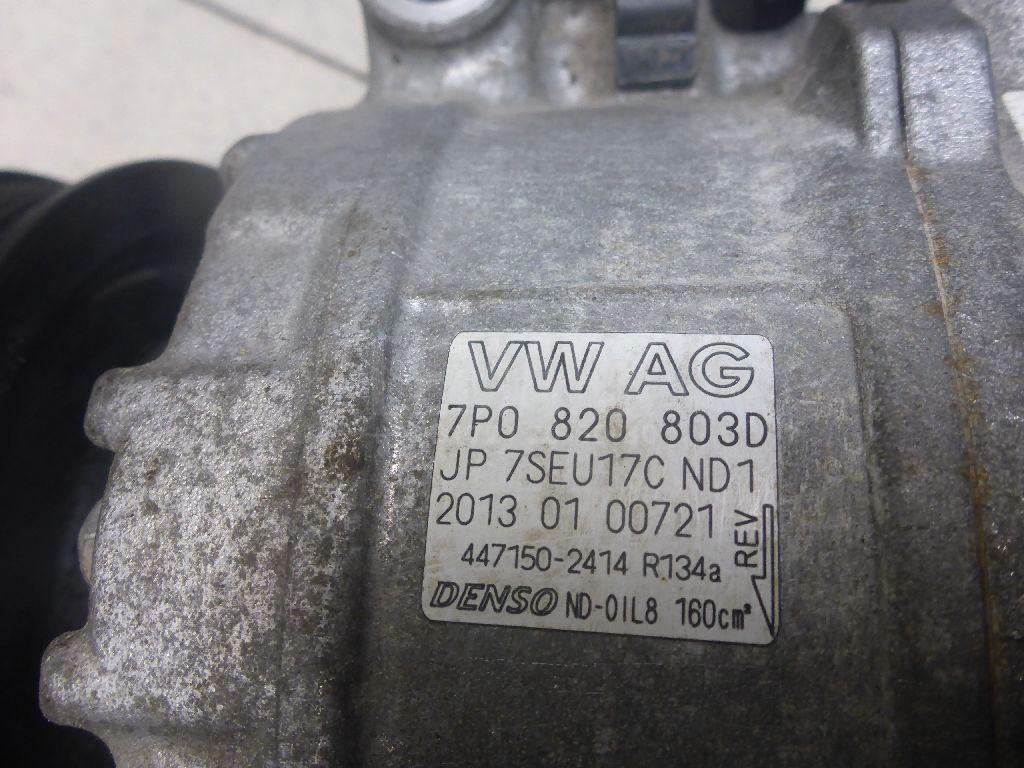 VW AG
7P0 820 803D
JP 7SEU17C ND1
2013 01 00721
REV
447150-2414 R134a
DENSO ND-OIL8 160cm³